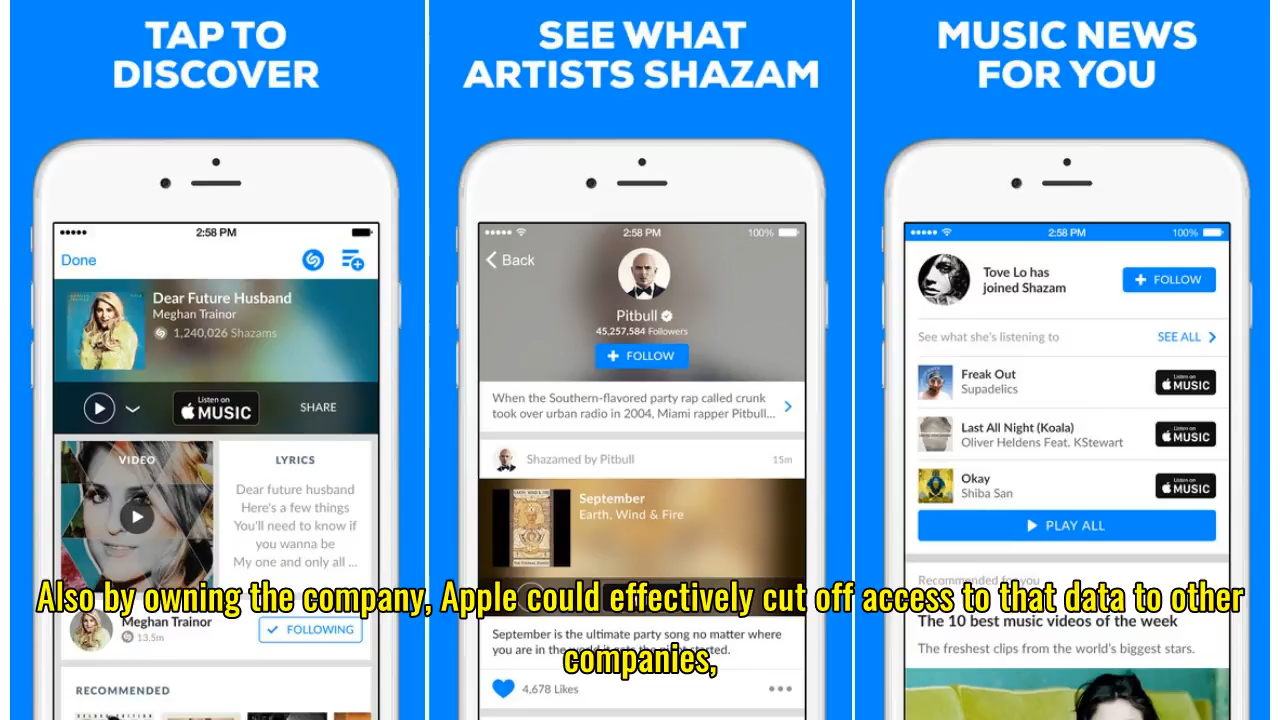 TAP TO
DISCOVER
2:58 PM
Done
Dear Future Husband
Meghan Trainor
1,240,026 Shazams
Listen on
MUSIC
SHARE
VIDEO
LYRICS
Dear future husband
Here's a few things
You'll need to know if
you wanna be
My one and only all ...
Meghan Trainor
13.5m
FOLLOWING
RECOMMENDED
SEE WHAT
ARTISTS SHAZAM
2:58 PM
100%
Back
Pitbull
45,257,584 Followers
+ FOLLOW
When the Southern-flavored party rap called crunk
took over urban radio in 2004, Miami rapper Pitbull...
Shazamed by Pitbull
15m
September
Earth, Wind & Fire
September is the ultimate party song no matter where
you are in the world it gets the started.
4,678 Likes
MUSIC NEWS
FOR YOU
2:58 PM
100%
Tove Lo has
joined Shazam
+ FOLLOW
See what she's listening to
SEE ALL
Freak Out
Supadelics
Listen on
MUSIC
Last All Night (Koala)
Oliver Heldens Feat. KStewart
Listen on
MUSIC
Okay
Shiba San
Listen on
MUSIC
PLAY ALL
Recommended for you
The 10 best music videos of the week
The freshest clips from the world's biggest stars.
Also by owning the company, Apple could effectively cut off access to that data to other
companies,